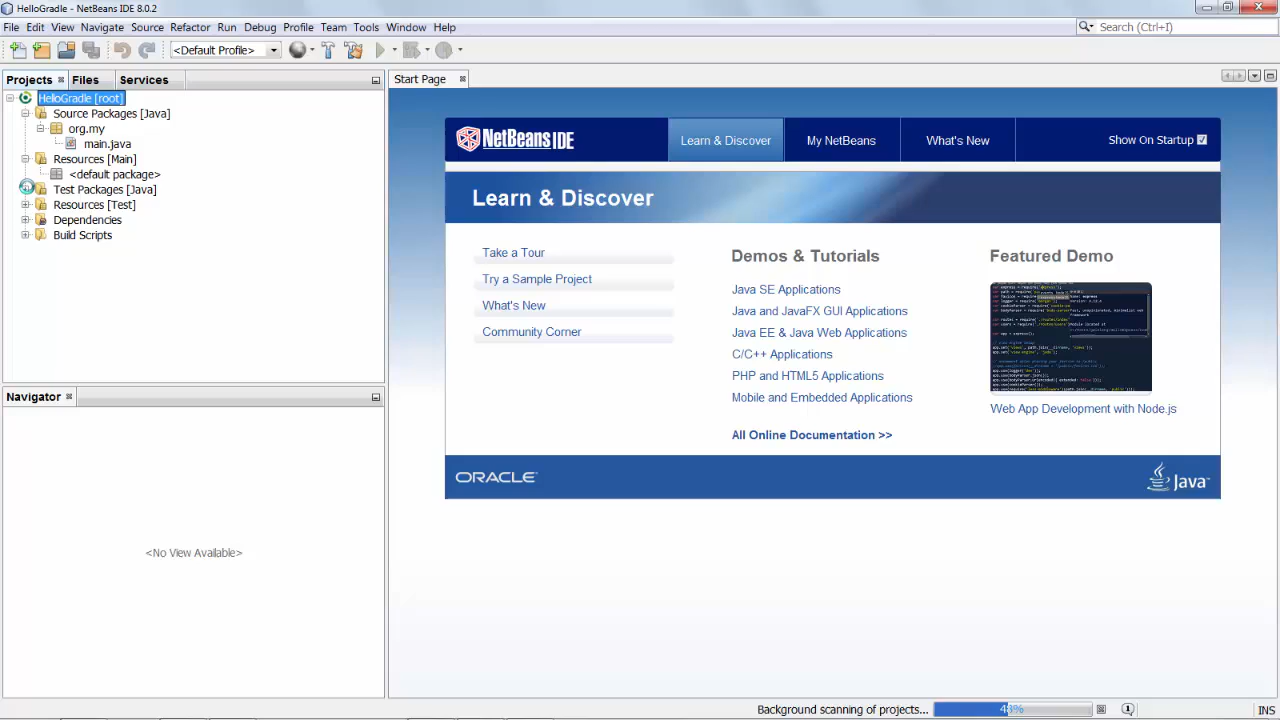 HelloGradle - NetBeans IDE 8.0.2
File Edit View Navigate Source Refactor Run Debug Profile Team Tools Window Help
Search (Ctrl+I)
<Default Profile>
Projects Files Services
Start Page
HelloGradle [root]
Source Packages [Java]
org.my
main.java
Resources [Main]
<default package>
Test Packages [Java]
Resources [Test]
Dependencies
Build Scripts
NetBeans IDE
Learn & Discover
My NetBeans
What's New
Show On Startup
Learn & Discover
Take a Tour
Try a Sample Project
What's New
Community Corner
Demos & Tutorials
Java SE Applications
Java and JavaFX GUI Applications
Java EE & Java Web Applications
C/C++ Applications
PHP and HTML5 Applications
Mobile and Embedded Applications
All Online Documentation >>
Featured Demo
Web App Development with Node.js
ORACLE
Java
Navigator
<No View Available>
Background scanning of projects...
INS